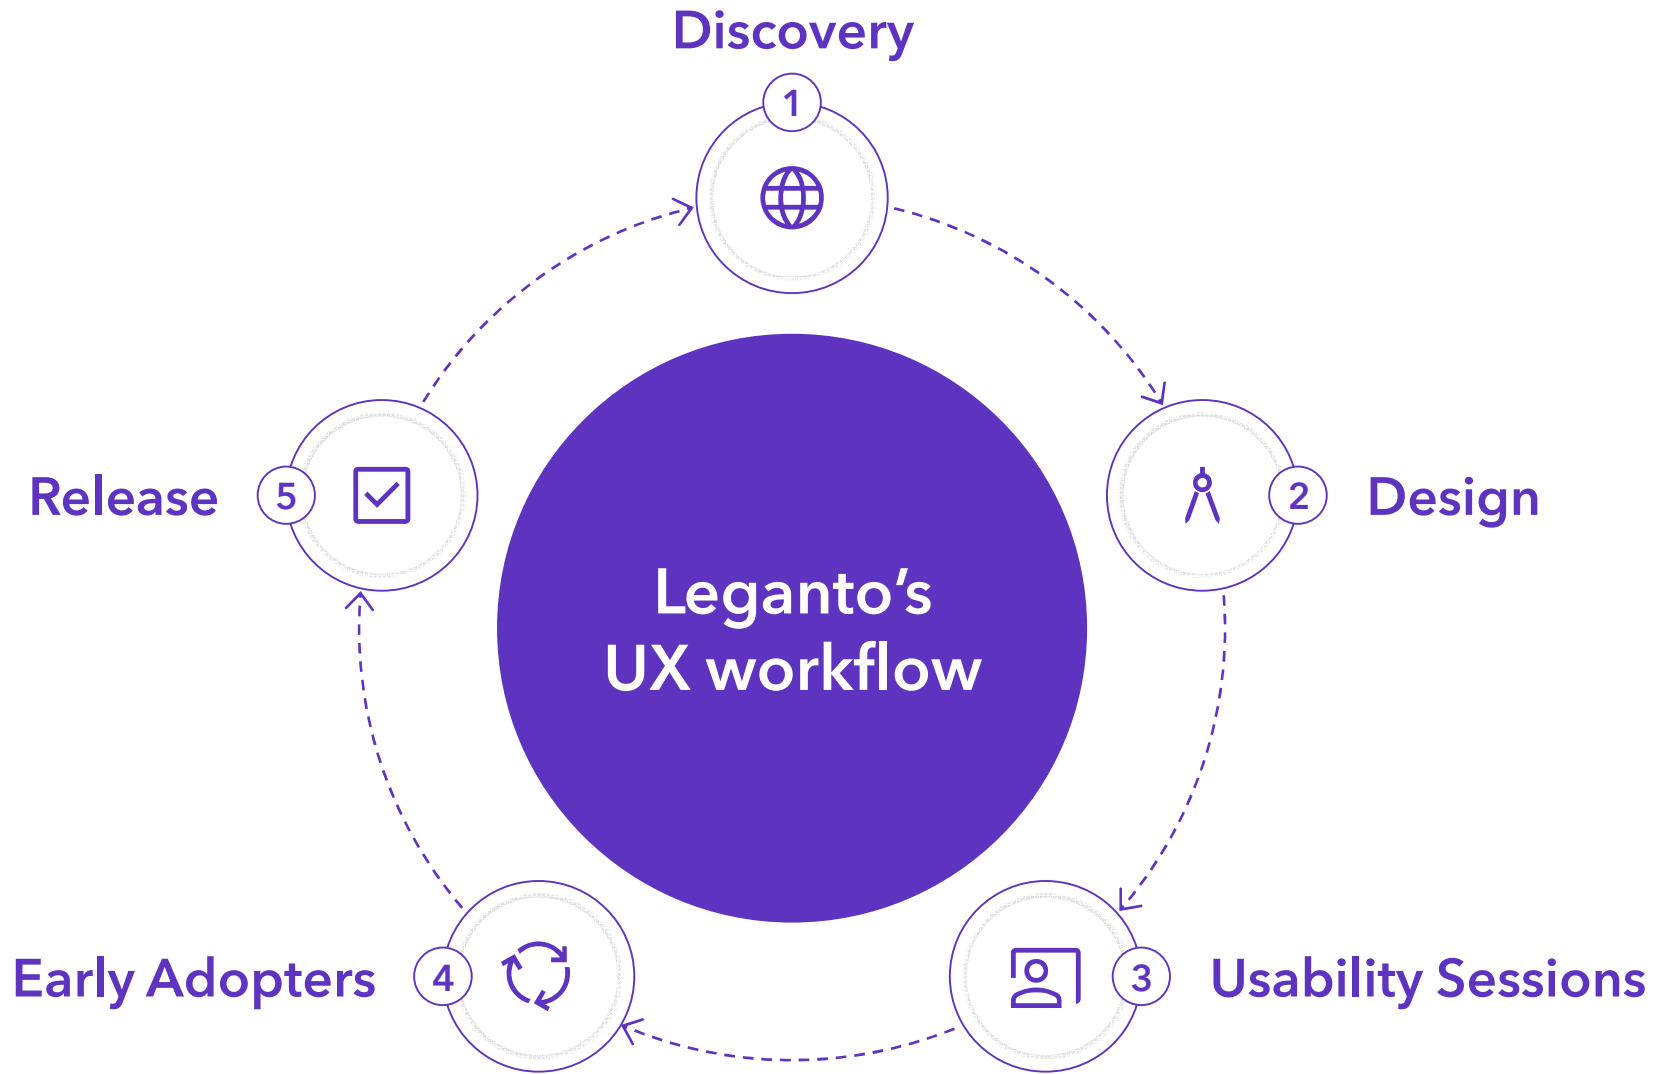 Discovery
1
2
Design
3
Usability Sessions
Early Adopters
4
Release
5
Leganto’s
UX workflow